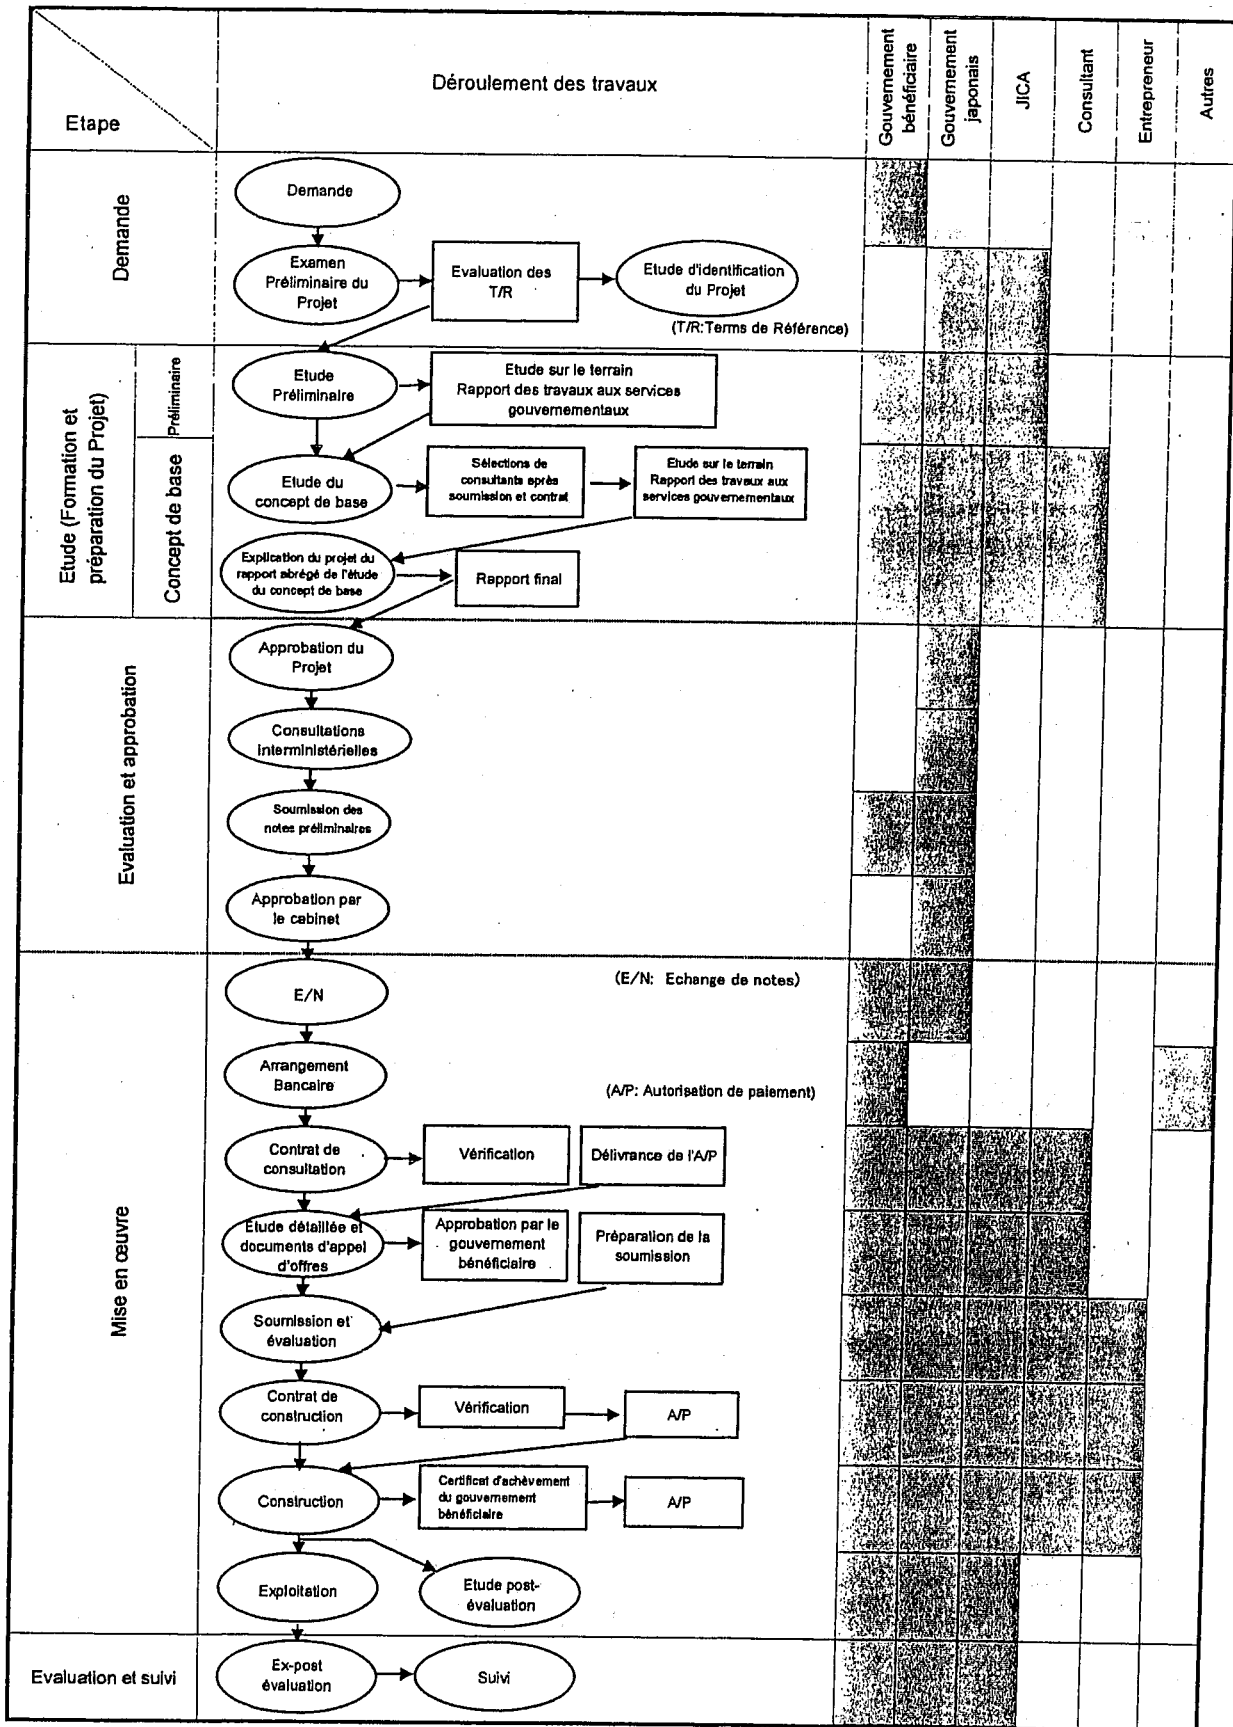 Etape
Déroulement des travaux
Gouvernement
bénéficiaire
Gouvernement
japonais
JICA
Consultant
Entrepreneur
Autres
Demande
Demande
Examen
Préliminaire du
Projet
Evaluation des
T/R
Etude d'identification
du Projet
(T/R:Terms de Référence)
Etude (Formation et
préparation du Projet)
Préliminaire
Etude
Préliminaire
Etude sur le terrain
Rapport des travaux aux services
gouvernementaux
Concept de base
Etude du
concept de base
Sélections de
consultants après
soumission et contrat
Etude sur le terrain
Rapport des travaux aux
services gouvernementaux
Explication du projet du
rapport abrégé de l'étude
du concept de base
Rapport final
Evaluation et approbation
Approbation du
Projet
Consultations
interministérielles
Soumission des
notes préliminaires
Approbation par
le cabinet
Mise en œuvre
E/N
(E/N: Echange de notes)
Arrangement
Bancaire
(A/P: Autorisation de paiement)
Contrat de
consultation
Vérification
Délivrance de l'A/P
Etude détaillée et
documents d'appel
d'offres
Approbation par le
gouvernement
bénéficiaire
Préparation de la
soumission
Soumission et
évaluation
Contrat de
construction
Vérification
A/P
Construction
Certificat d'achèvement
du gouvernement
bénéficiaire
A/P
Exploitation
Etude post-
évaluation
Evaluation et suivi
Ex-post
évaluation
Suivi